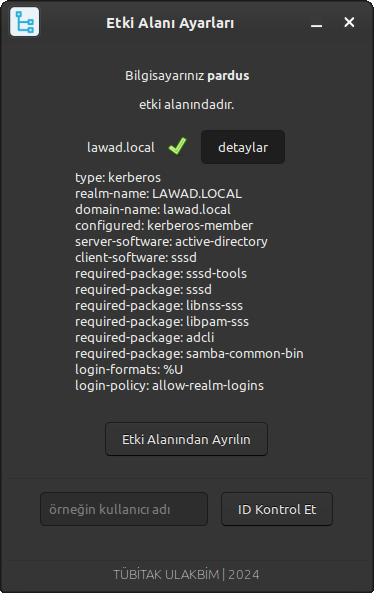 Etki Alanı Ayarları
Bilgisayarınız pardus
etki alanındadır.
lawad.local detaylar
type: kerberos
realm-name: LAWAD.LOCAL
domain-name: lawad.local
configured: kerberos-member
server-software: active-directory
client-software: sssd
required-package: sssd-tools
required-package: sssd
required-package: libnss-sss
required-package: libpam-sss
required-package: adcli
required-package: samba-common-bin
login-formats: %U
login-policy: allow-realm-logins
Etki Alanından Ayrılın
örneğin kullanıcı adı ID Kontrol Et
TÜBİTAK ULAKBİM | 2024